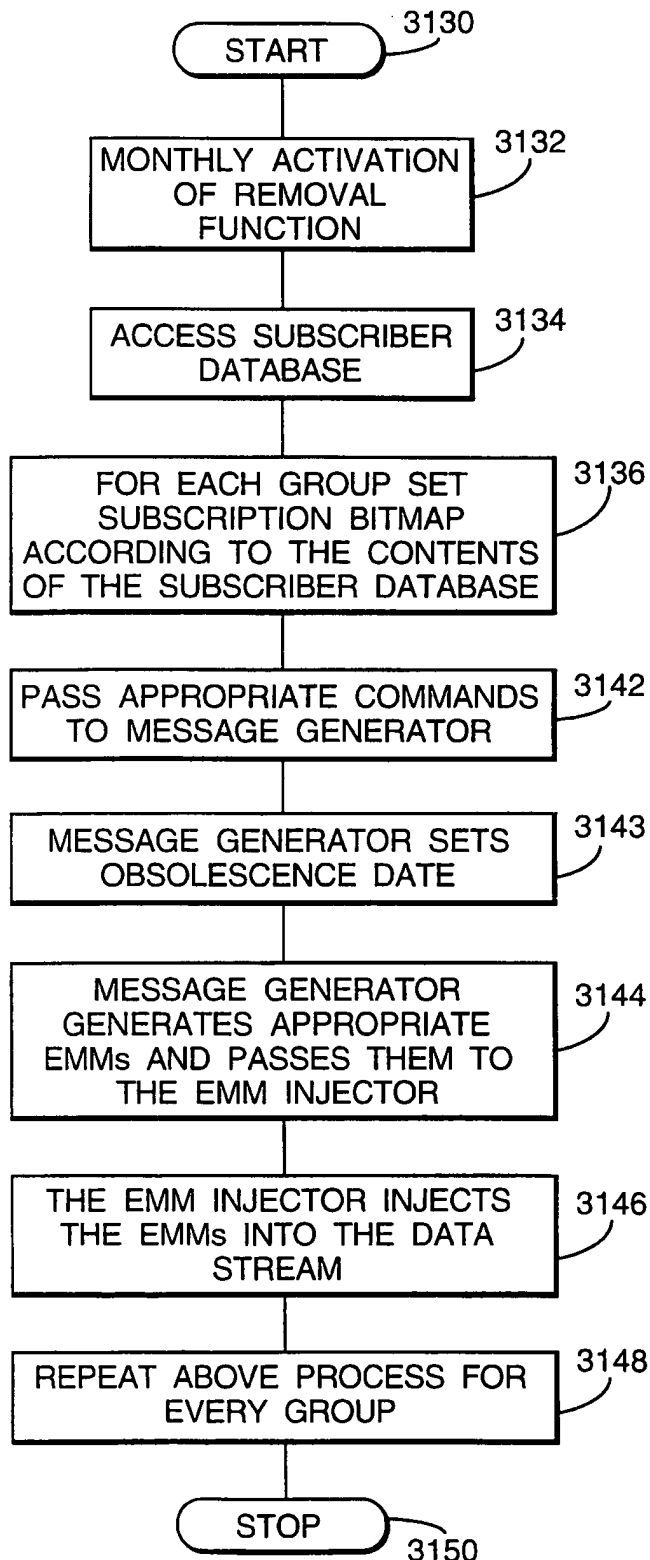 START
3130
MONTHLY ACTIVATION
OF REMOVAL
FUNCTION
3132
ACCESS SUBSCRIBER
DATABASE
3134
FOR EACH GROUP SET
SUBSCRIPTION BITMAP
ACCORDING TO THE CONTENTS
OF THE SUBSCRIBER DATABASE
3136
PASS APPROPRIATE COMMANDS
TO MESSAGE GENERATOR
3142
MESSAGE GENERATOR SETS
OBSOLESCENCE DATE
3143
MESSAGE GENERATOR
GENERATES APPROPRIATE
EMMs AND PASSES THEM TO
THE EMM INJECTOR
3144
THE EMM INJECTOR INJECTS
THE EMMs INTO THE DATA
STREAM
3146
REPEAT ABOVE PROCESS FOR
EVERY GROUP
3148
STOP
3150